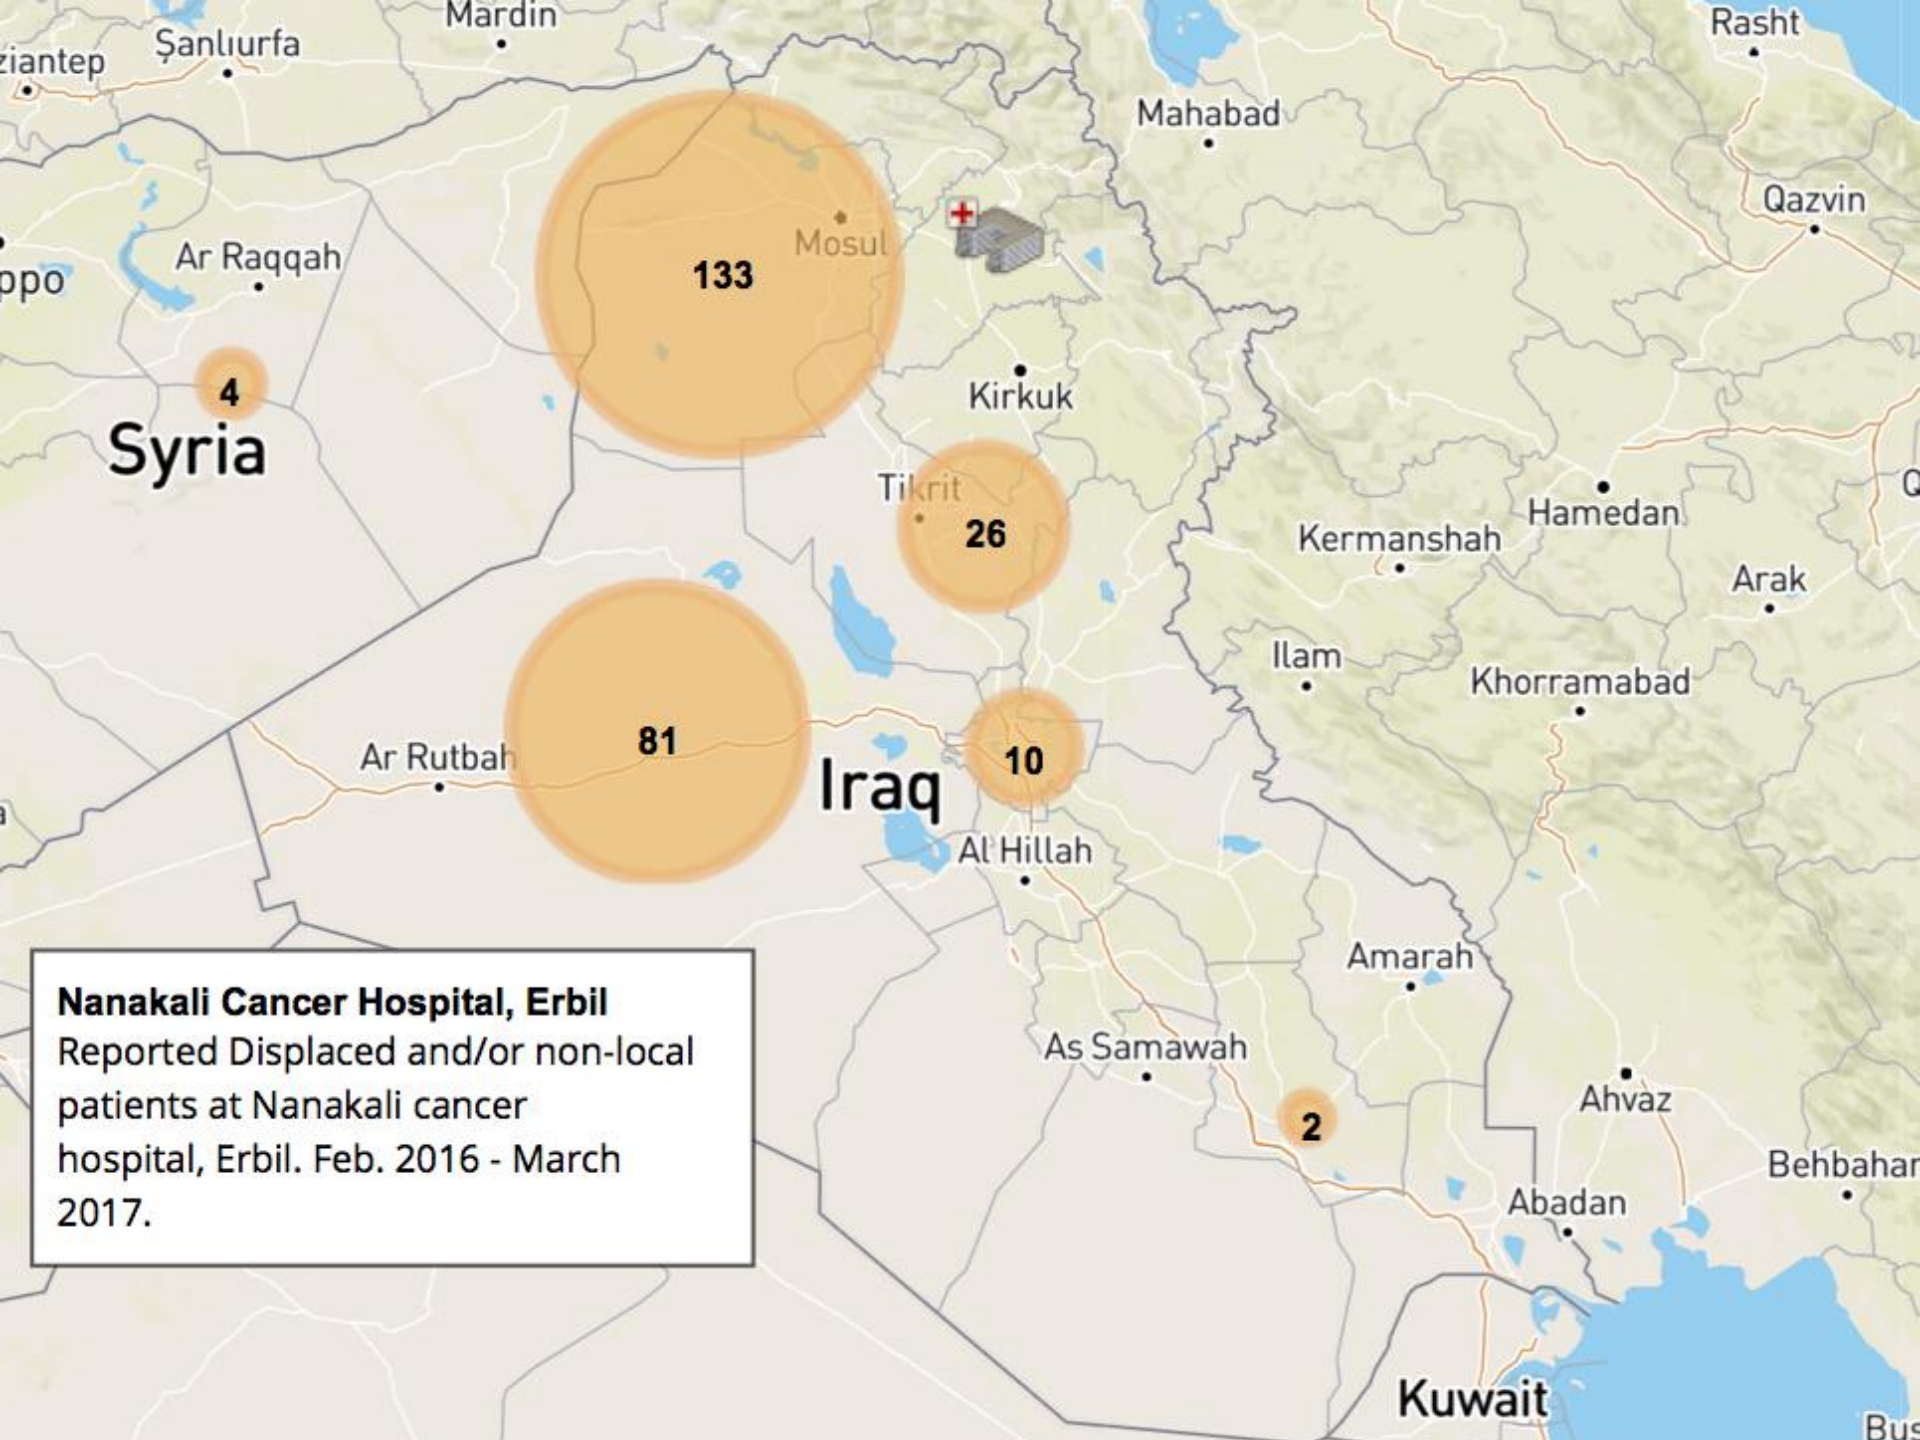 Mardin
Rasht
ziantep
Şanlıurfa
Mahabad
Qazvin
Mosul
Ar Raqqah
ppo
133
4
Kirkuk
Syria
Tikrit
26
Hamedan
Kermanshah
Arak
Ilam
Khorramabad
81
10
Ar Rutbah
Iraq
Al Hillah
Amarah
As Samawah
2
Ahvaz
Behbahan
Abadan
Kuwait
Bus
Nanakali Cancer Hospital, Erbil
Reported Displaced and/or non-local
patients at Nanakali cancer
hospital, Erbil. Feb. 2016 - March
2017.